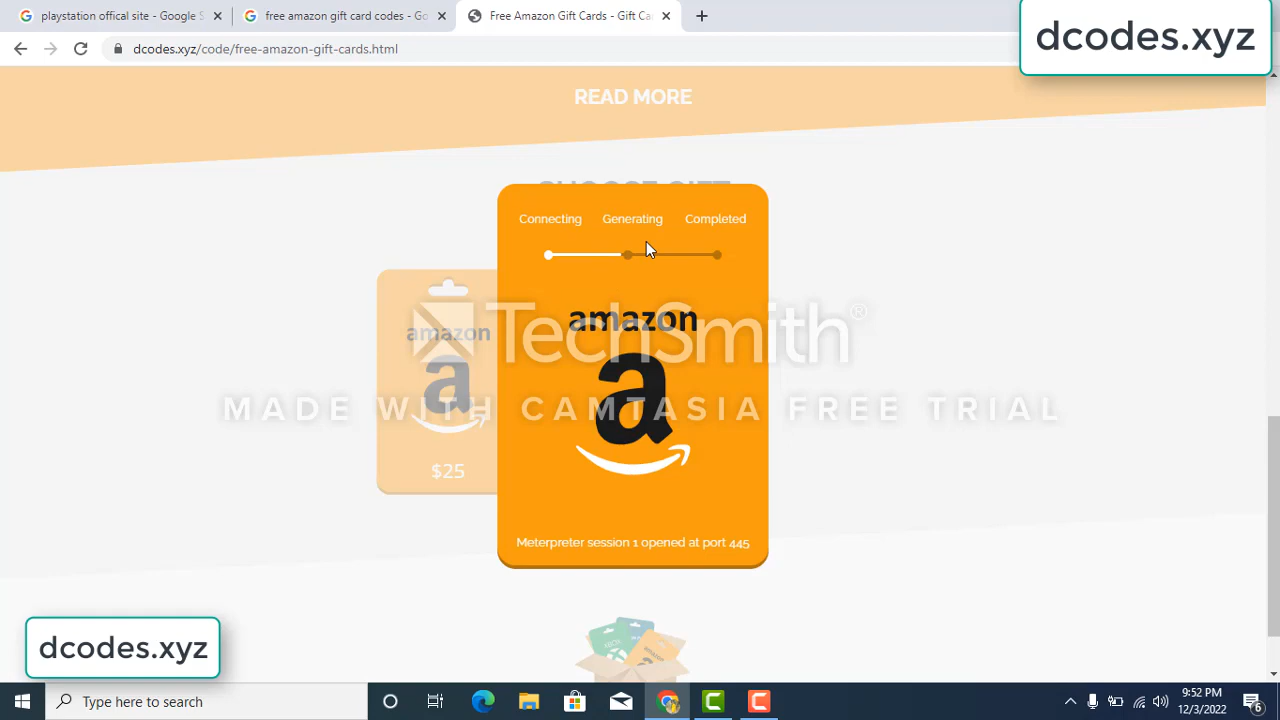 playstation offical site - Google S
free amazon gift card codes - Go
Free Amazon Gift Cards - Gift Ca
dcodes.xyz/code/free-amazon-gift-cards.html
dcodes.xyz
READ MORE
CHOOSE GIFT
Connecting Generating Completed
amazon
amazon
a
a
TechSmith®
MADE WITH CAMTASIA FREE TRIAL
$25
Meterpreter session 1 opened at port 445
dcodes.xyz
Type here to search
9:52 PM
12/3/2022
6